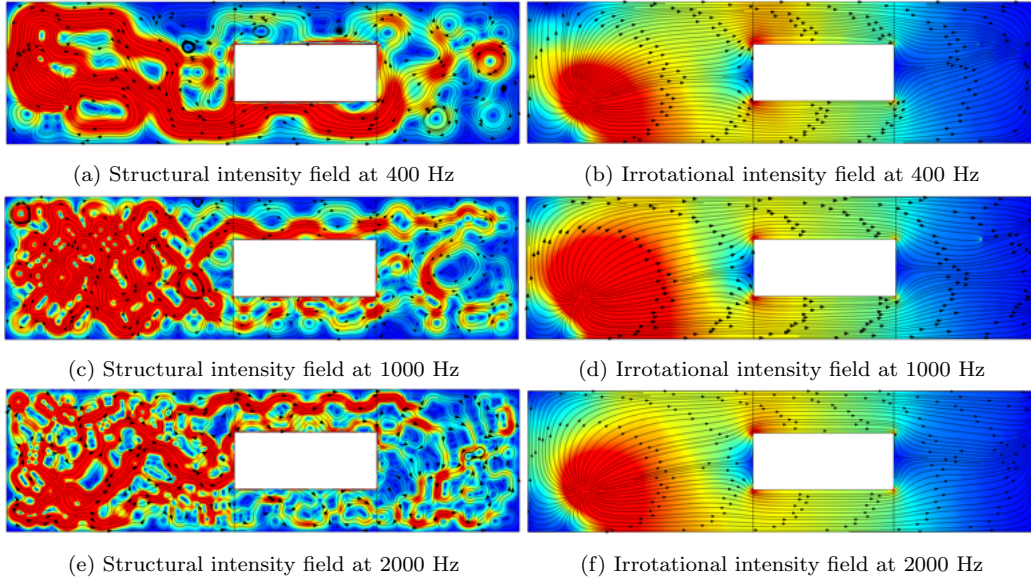 (a) Structural intensity field at 400 Hz
(b) Irrotational intensity field at 400 Hz
(c) Structural intensity field at 1000 Hz
(d) Irrotational intensity field at 1000 Hz
(e) Structural intensity field at 2000 Hz
(f) Irrotational intensity field at 2000 Hz